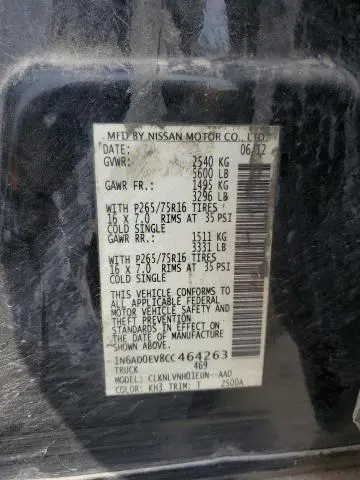 MFD BY NISSAN MOTOR CO., LTD.
DATE: 06/12
GVWR: 2540 KG
5600 LB
GAWR FR.: 1495 KG
3296 LB
WITH P265/75R16 TIRES
16 X 7.0 RIMS AT 35 PSI
COLD SINGLE
GAWR RR.: 1511 KG
3331 LB
WITH P265/75R16 TIRES
16 X 7.0 RIMS AT 35 PSI
COLD SINGLE
THIS VEHICLE CONFORMS TO
ALL APPLICABLE FEDERAL
MOTOR VEHICLE SAFETY AND
THEFT PREVENTION
STANDARDS IN EFFECT ON
THE DATE OF MANUFACTURE
SHOWN ABOVE.
1N6AD0EV8CC464263
TRUCK 469
MODEL: CLKNLVNH01EUN--AAD
COLOR: KH3 TRIM: T 2500A